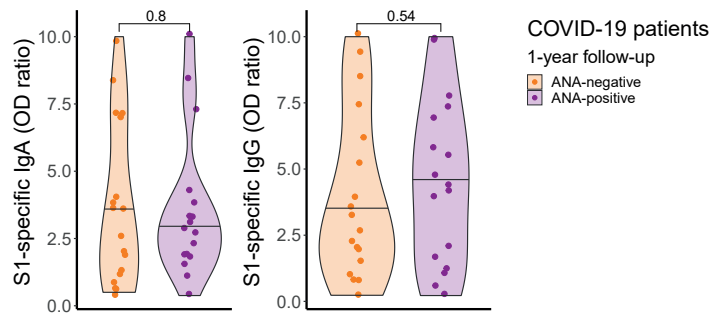 0.8
S1-specific IgA (OD ratio)
10.0
7.5
5.0
2.5
0.0
0.54
S1-specific IgG (OD ratio)
10.0
7.5
5.0
2.5
0.0
COVID-19 patients
1-year follow-up
ANA-negative
ANA-positive